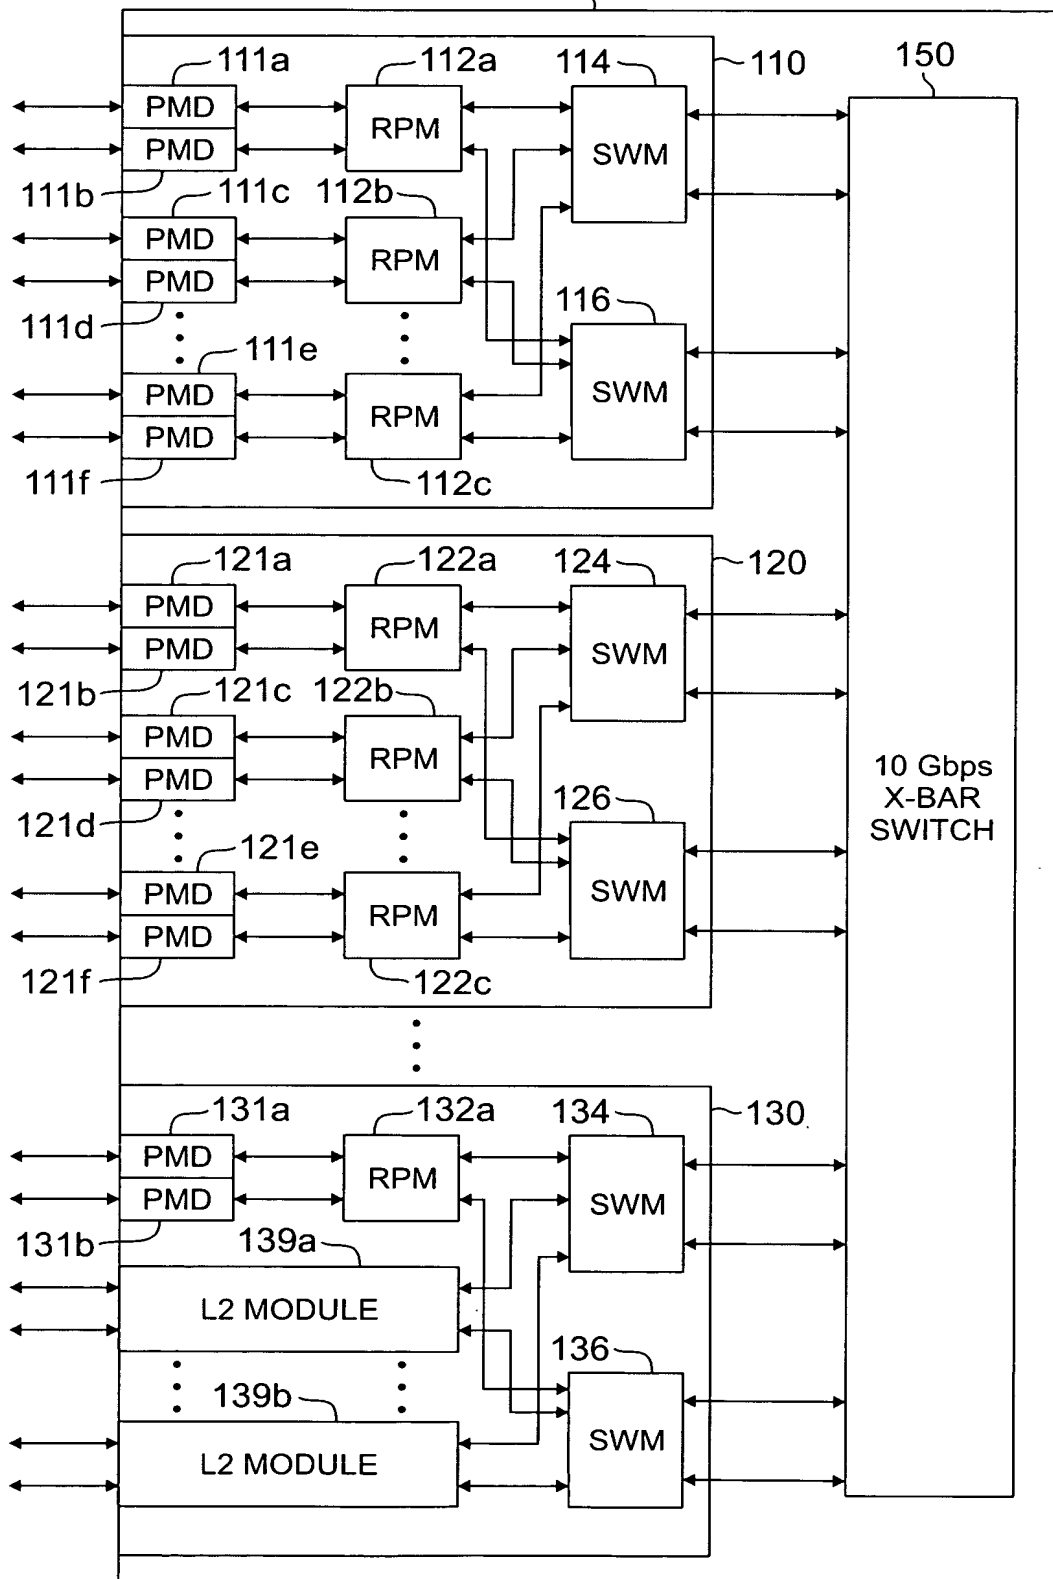 111a 112a 114 110 150
PMD
PMD
RPM
SWM
111b
111c 112b
PMD
PMD
RPM
111d
116
111e
PMD
PMD
RPM
SWM
111f
112c
121a 122a 124 120
PMD
PMD
RPM
SWM
121b
121c 122b
PMD
PMD
RPM
10 Gbps
X-BAR
SWITCH
121d
126
121e
PMD
PMD
RPM
SWM
121f
122c
131a 132a 134 130
PMD
PMD
RPM
SWM
131b
139a
L2 MODULE
136
139b
L2 MODULE
SWM